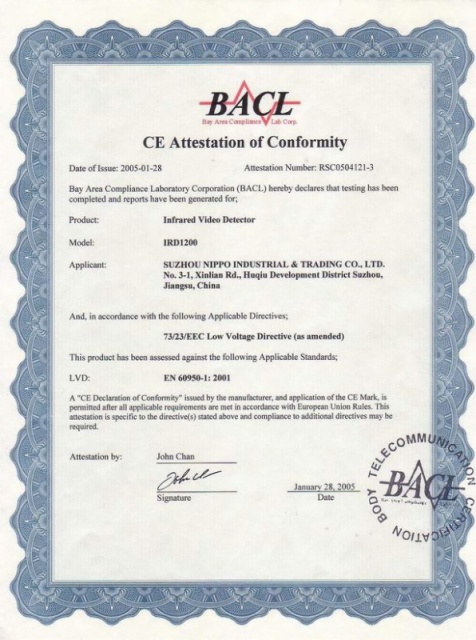 BACL
Bay Area Compliance Lab Corp.
CE Attestation of Conformity
Date of Issue: 2005-01-28 Attestation Number: RSC0504121-3
Bay Area Compliance Laboratory Corporation (BACL) hereby declares that testing has been
completed and reports have been generated for;
Product: Infrared Video Detector
Model: IRD1200
Applicant: SUZHOU NIPPO INDUSTRIAL & TRADING CO., LTD.
No. 3-1, Xinlian Rd., Huqiu Development District Suzhou,
Jiangsu, China
And, in accordance with the following Applicable Directives;
73/23/EEC Low Voltage Directive (as amended)
This product has been assessed against the following Applicable Standards;
LVD: EN 60950-1: 2001
A "CE Declaration of Conformity" issued by the manufacturer, and application of the CE Mark, is
permitted after all applicable requirements are met in accordance with European Union Rules. This
attestation is specific to the directive(s) stated above and compliance to additional directives may be
required.
Attestation by: John Chan
Signature
January 28, 2005
Date
TELECOMMUNICATION CERTIFICATION BODY
BACL